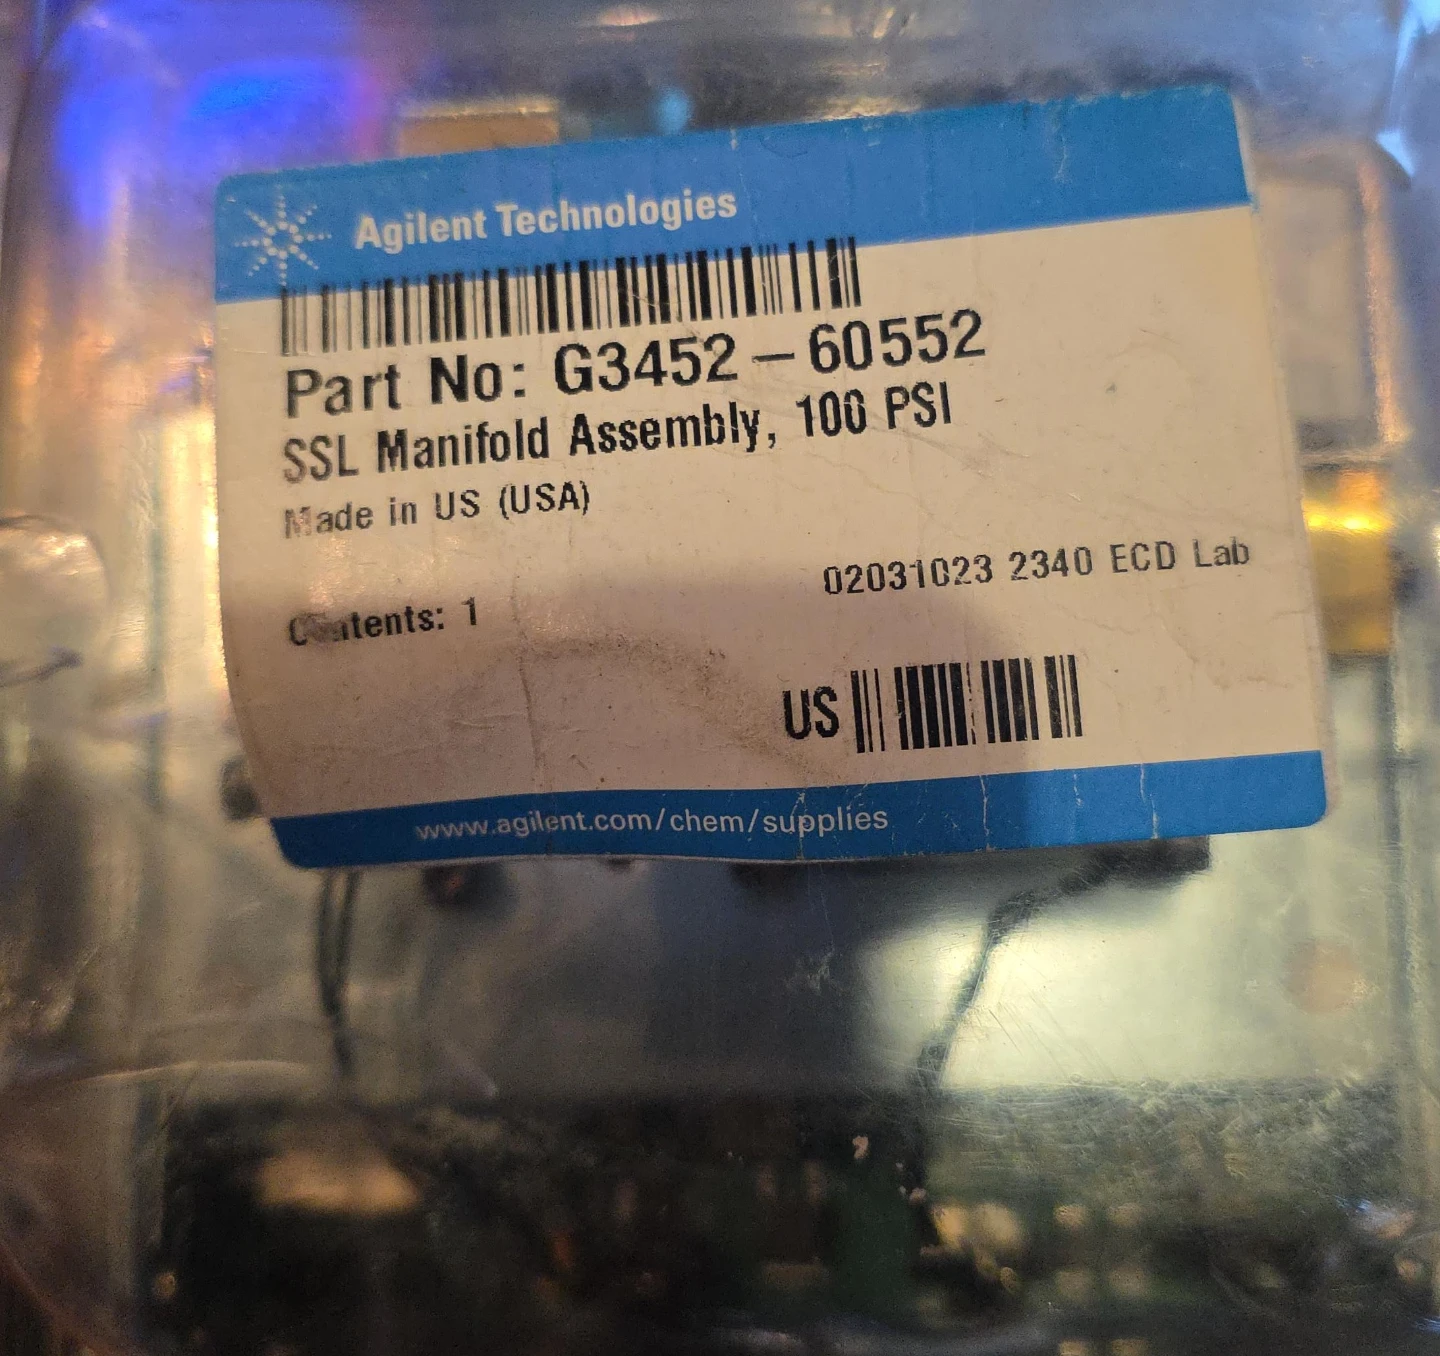 Agilent Technologies
Part No: G3452-60552
SSL Manifold Assembly, 100 PSI
Made in US (USA)
02031023 2340 ECD Lab
Contents: 1
US
www.agilent.com/chem/supplies